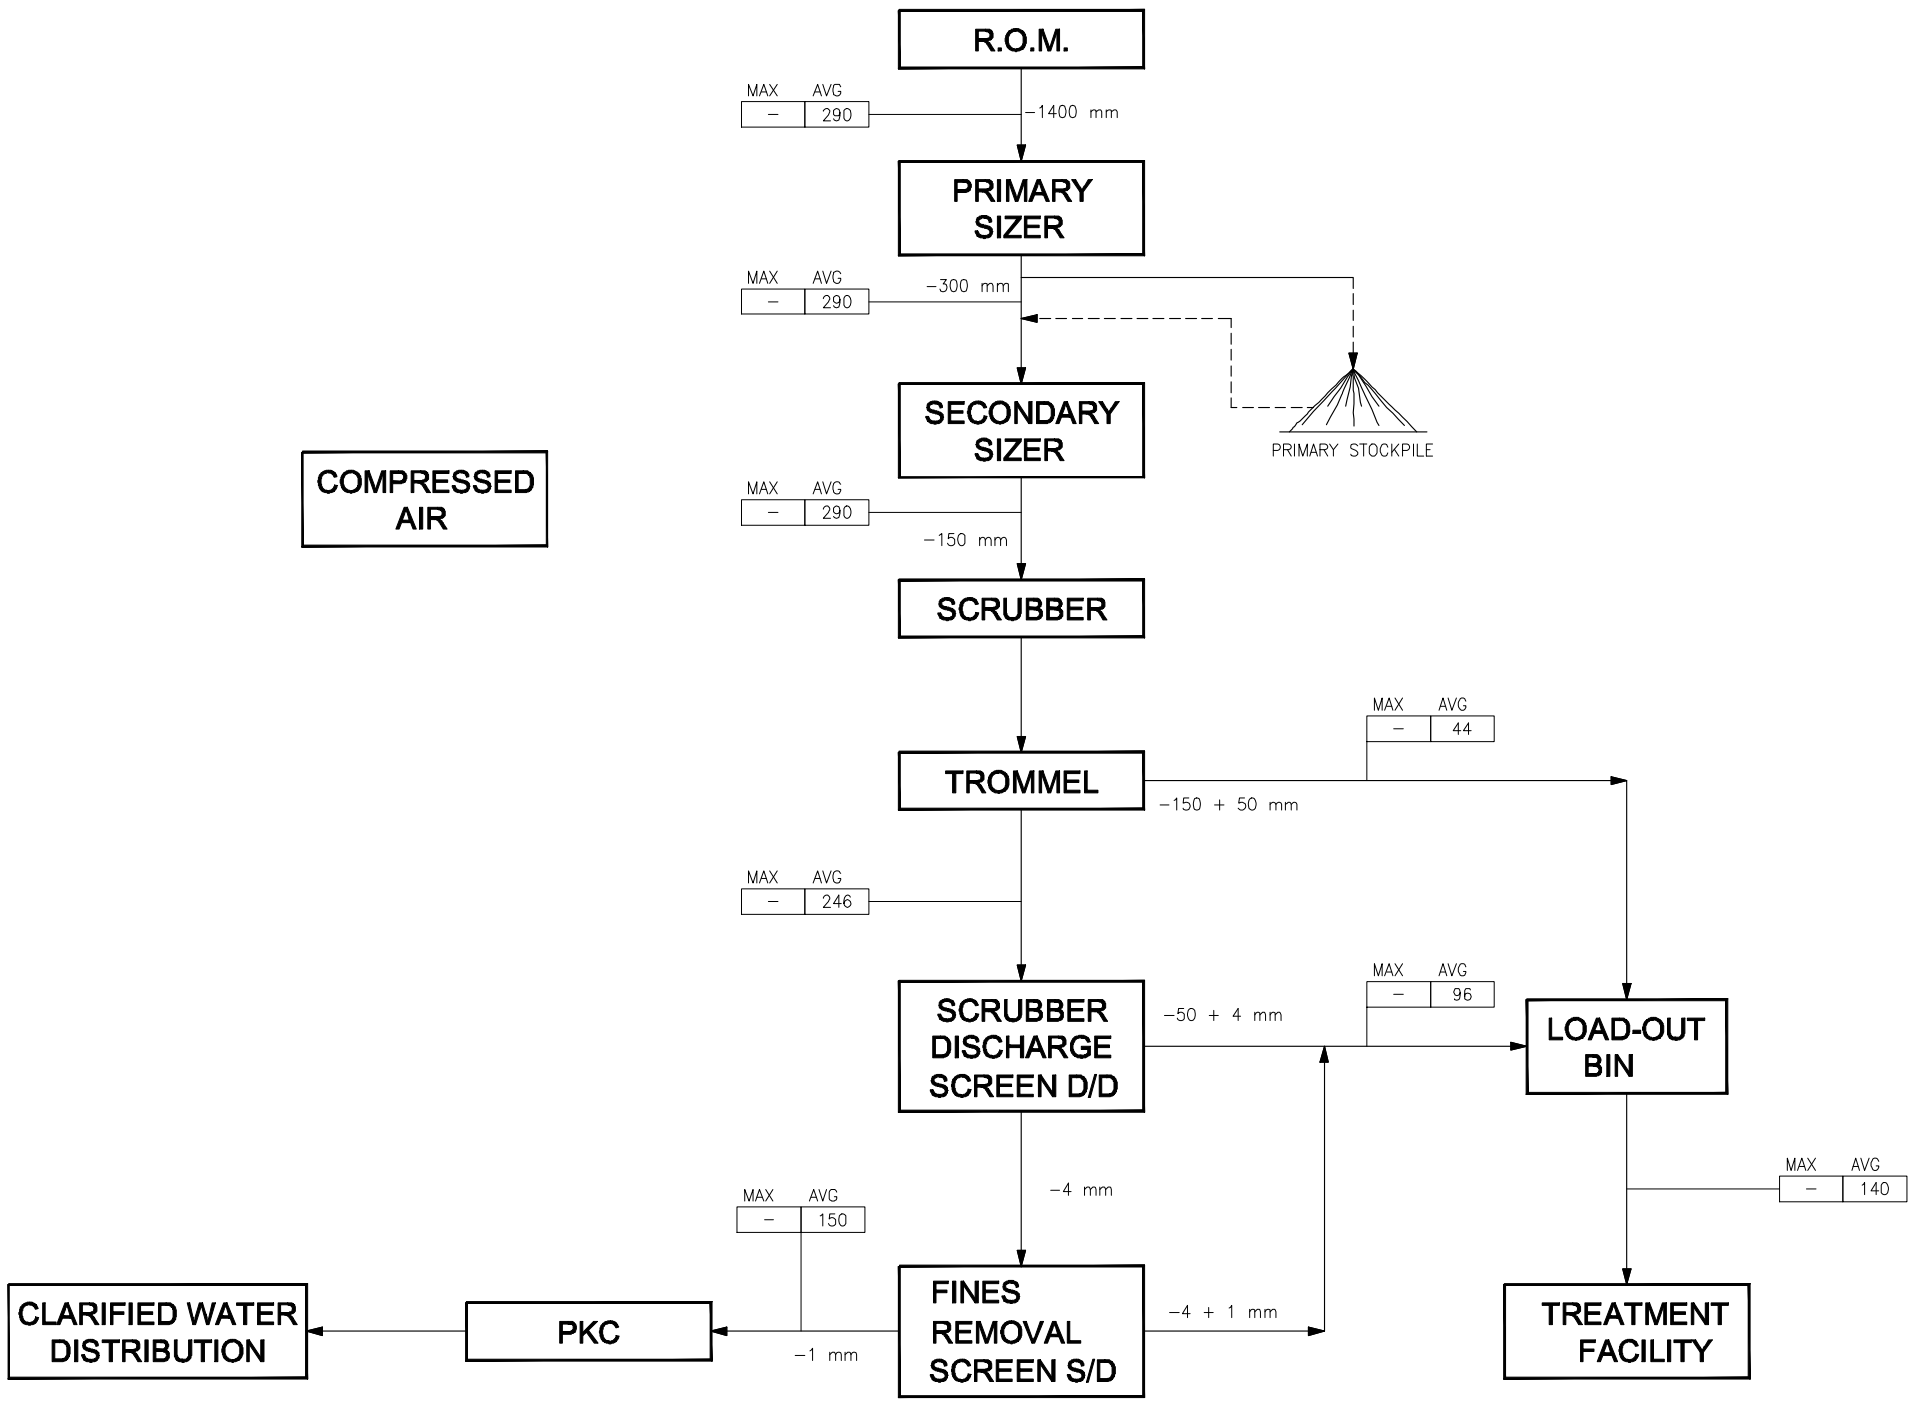 R.O.M.
MAX AVG
- 290
-1400 mm
PRIMARY
SIZER
MAX AVG
- 290
-300 mm
SECONDARY
SIZER
PRIMARY STOCKPILE
COMPRESSED
AIR
MAX AVG
- 290
-150 mm
SCRUBBER
MAX AVG
- 44
TROMMEL
-150 + 50 mm
MAX AVG
- 246
MAX AVG
- 96
SCRUBBER
DISCHARGE
SCREEN D/D
-50 + 4 mm
LOAD-OUT
BIN
-4 mm
MAX AVG
- 140
MAX AVG
- 150
CLARIFIED WATER
DISTRIBUTION
PKC
-1 mm
FINES
REMOVAL
SCREEN S/D
-4 + 1 mm
TREATMENT
FACILITY